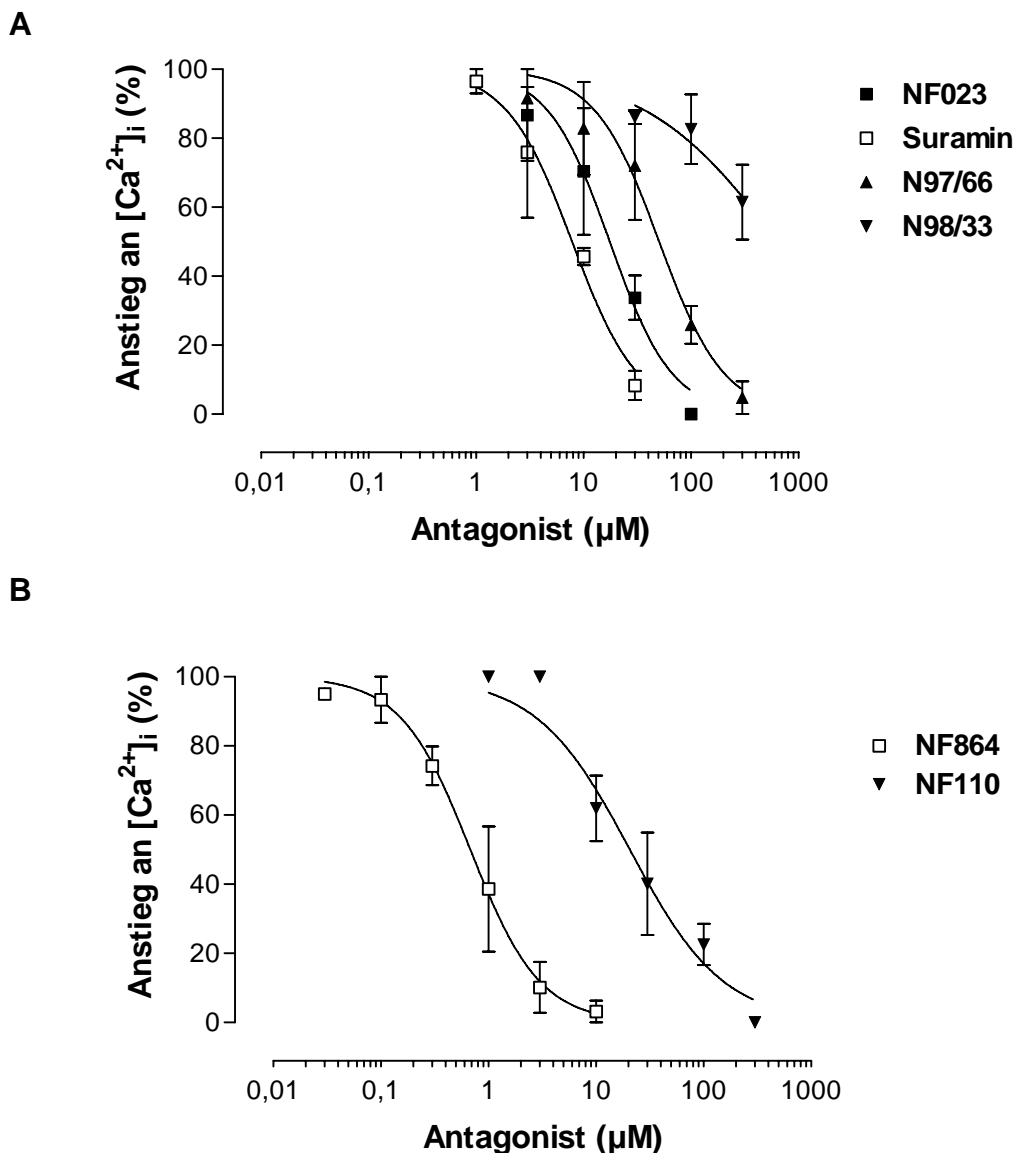 A
Anstieg an [Ca²⁺]ᵢ (%)
100
80
60
40
20
0
0,01 0,1 1 10 100 1000
Antagonist (µM)
NF023
Suramin
N97/66
N98/33
B
Anstieg an [Ca²⁺]ᵢ (%)
100
80
60
40
20
0
0,01 0,1 1 10 100 1000
Antagonist (µM)
NF864
NF110